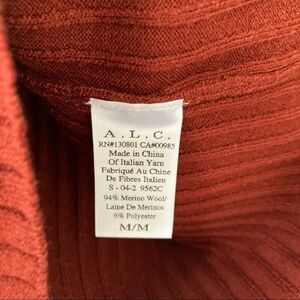 A.L.C.
RN#130801 CA#00985
Made in China
Of Italian Yarn
Fabriqué Au Chine
De Fibres Italien
S - 04-2 9562C
94% Merino Wool/
Laine De Merinos
6% Polyester
M/M